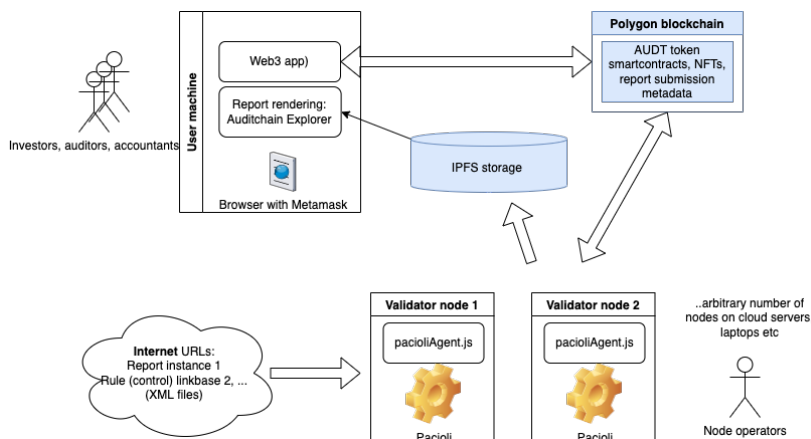 Polygon blockchain
AUDT token
smartcontracts, NFTs,
report submission
metadata
User machine
Web3 app)
Report rendering:
Auditchain Explorer
Browser with Metamask
Investors, auditors, accountants
IPFS storage
Internet URLs:
Report instance 1
Rule (control) linkbase 2, ...
(XML files)
Validator node 1
pacioliAgent.js
Pacioli
Validator node 2
pacioliAgent.js
Pacioli
..arbitrary number of
nodes on cloud servers
laptops etc
Node operators